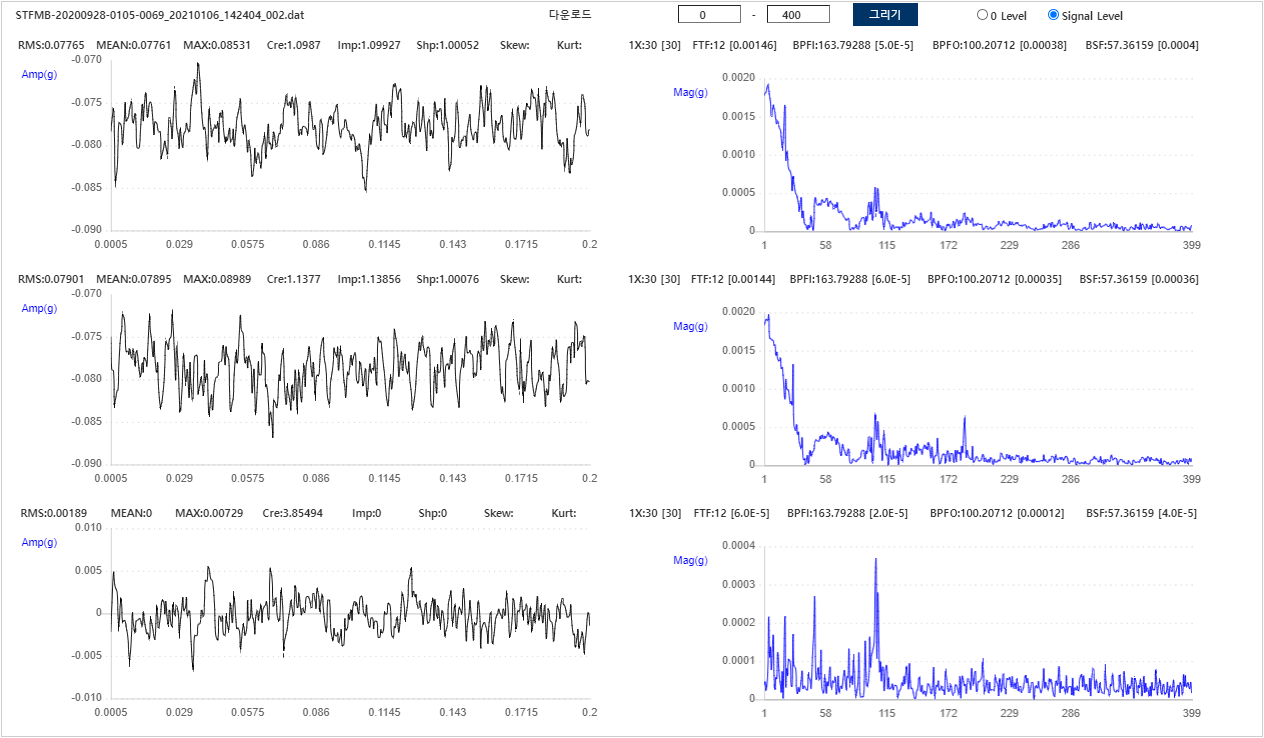 STFMB-20200928-0105-0069_20210106_142404_002.dat 다운로드 0 - 400 그리기 0 Level Signal Level
RMS:0.07765 MEAN:0.07761 MAX:0.08531 Cre:1.0987 Imp:1.09927 Shp:1.00052 Skew: Kurt:
Amp(g)
-0.070
-0.075
-0.080
-0.085
-0.090
0.0005 0.029 0.0575 0.086 0.1145 0.143 0.1715 0.2
1X:30 [30] FTF:12 [0.00146] BPFI:163.79288 [5.0E-5] BPFO:100.20712 [0.00038] BSF:57.36159 [0.0004]
Mag(g)
0.0020
0.0015
0.0010
0.0005
0
1 58 115 172 229 286 399
RMS:0.07901 MEAN:0.07895 MAX:0.08989 Cre:1.1377 Imp:1.13856 Shp:1.00076 Skew: Kurt:
Amp(g)
-0.070
-0.075
-0.080
-0.085
-0.090
0.0005 0.029 0.0575 0.086 0.1145 0.143 0.1715 0.2
1X:30 [30] FTF:12 [0.00144] BPFI:163.79288 [6.0E-5] BPFO:100.20712 [0.00035] BSF:57.36159 [0.00036]
Mag(g)
0.0020
0.0015
0.0010
0.0005
0
1 58 115 172 229 286 399
RMS:0.00189 MEAN:0 MAX:0.00729 Cre:3.85494 Imp:0 Shp:0 Skew: Kurt:
Amp(g)
0.010
0.005
0
-0.005
-0.010
0.0005 0.029 0.0575 0.086 0.1145 0.143 0.1715 0.2
1X:30 [30] FTF:12 [6.0E-5] BPFI:163.79288 [2.0E-5] BPFO:100.20712 [0.00012] BSF:57.36159 [4.0E-5]
Mag(g)
0.0004
0.0003
0.0002
0.0001
0
1 58 115 172 229 286 399